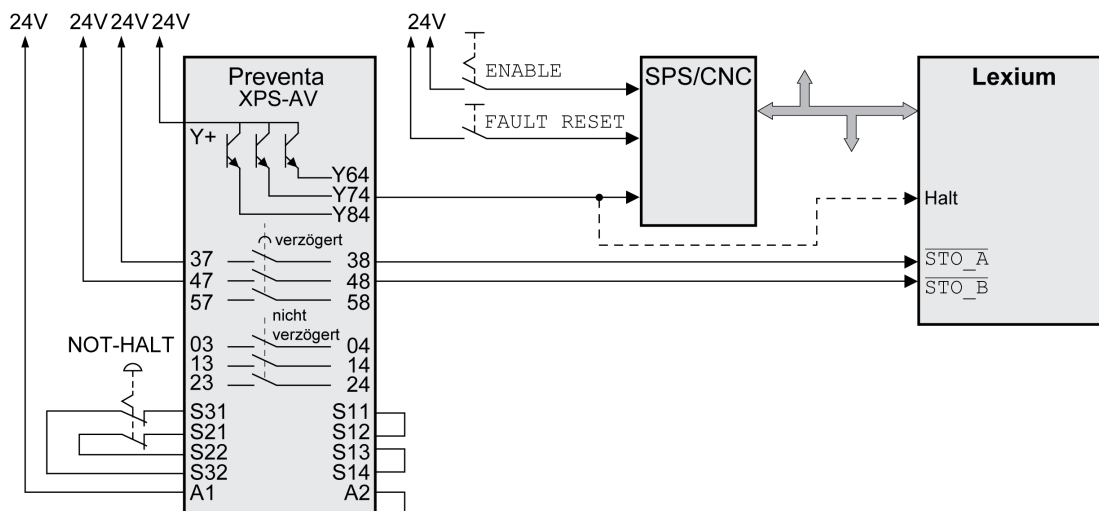 24V 24V 24V 24V 24V
Preventa
XPS-AV
SPS/CNC
Lexium
ENABLE
FAULT RESET
Y+
Y64
Y74
Y84
Halt
verzögert
37 38
47 48
57 58
STO_A
STO_B
nicht
verzögert
NOT-HALT
03 04
13 14
23 24
S31 S11
S21 S12
S22 S13
S32 S14
A1 A2